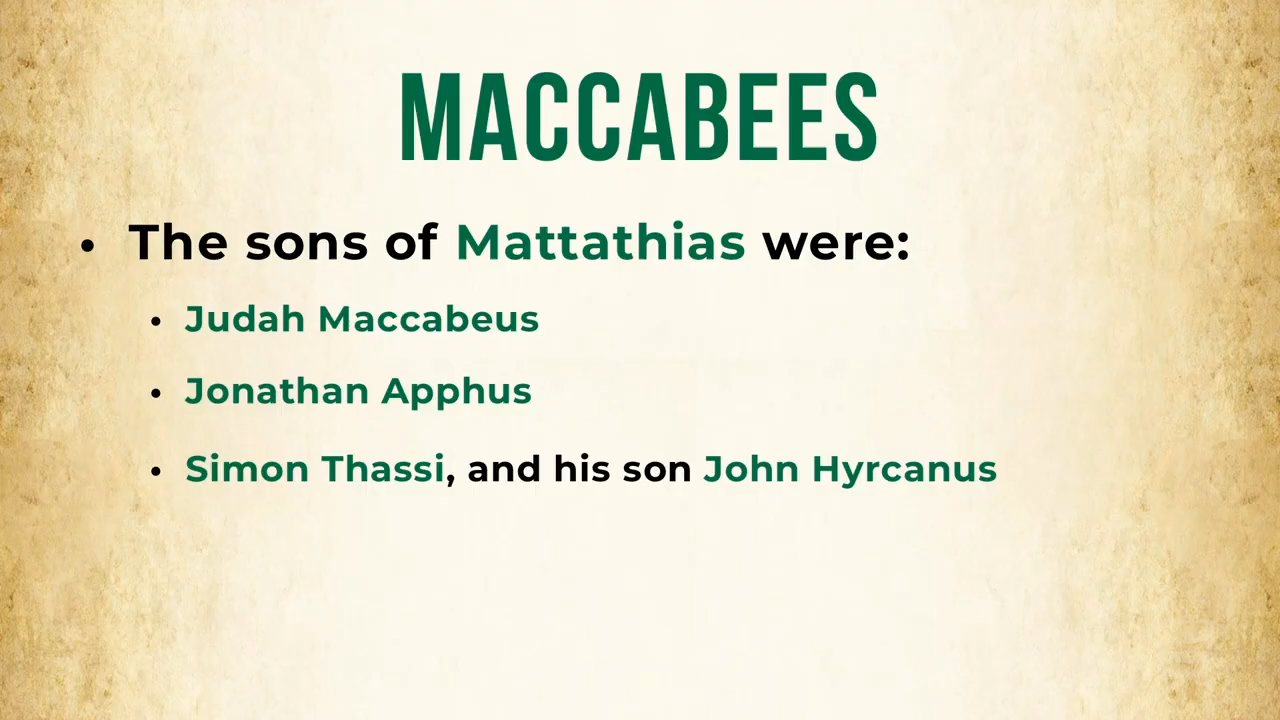 MACCABEES
• The sons of Mattathias were:
• Judah Maccabeus
• Jonathan Apphus
• Simon Thassi, and his son John Hyrcanus